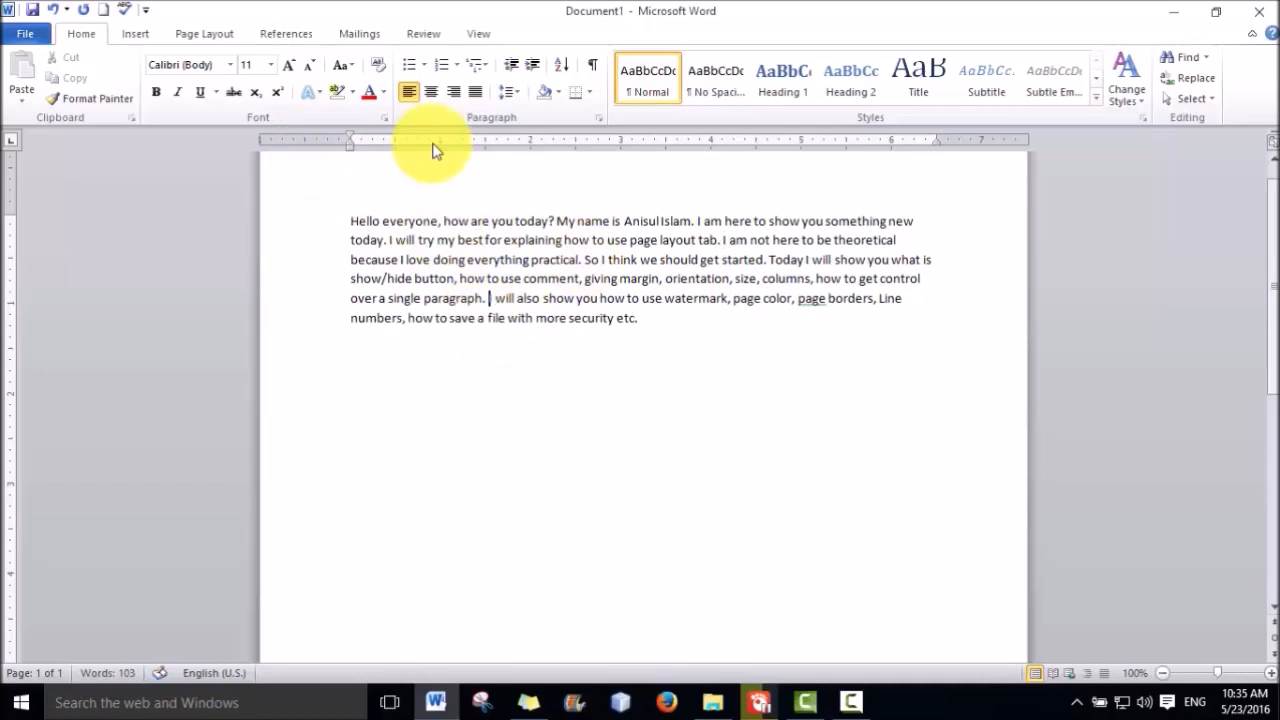 Document1 - Microsoft Word
File Home Insert Page Layout References Mailings Review View
Paste
Cut
Copy
Format Painter
Clipboard
Calibri (Body) 11
Font
Paragraph
AaBbCcDc AaBbCcDc AaBbC AaBbCc AaB AaBbCc. AaBbCcDt
¶ Normal ¶ No Spaci... Heading 1 Heading 2 Title Subtitle Subtle Em...
Styles
Change
Styles
Find
Replace
Select
Editing
1 2 3 4 5 6 7
Hello everyone, how are you today? My name is Anisul Islam. I am here to show you something new
today. I will try my best for explaining how to use page layout tab. I am not here to be theoretical
because I love doing everything practical. So I think we should get started. Today I will show you what is
show/hide button, how to use comment, giving margin, orientation, size, columns, how to get control
over a single paragraph. I will also show you how to use watermark, page color, page borders, Line
numbers, how to save a file with more security etc.
Page: 1 of 1 Words: 103 English (U.S.) 100%
Search the web and Windows
ENG
10:35 AM
5/23/2016